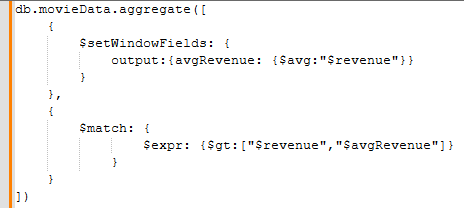 db.movieData.aggregate([
    {
        $setWindowFields: {
            output:{avgRevenue: {$avg:"$revenue"}}
        }
    },
    {
        $match: {
                $expr: {$gt:["$revenue","$avgRevenue"]}
            }
    }
])